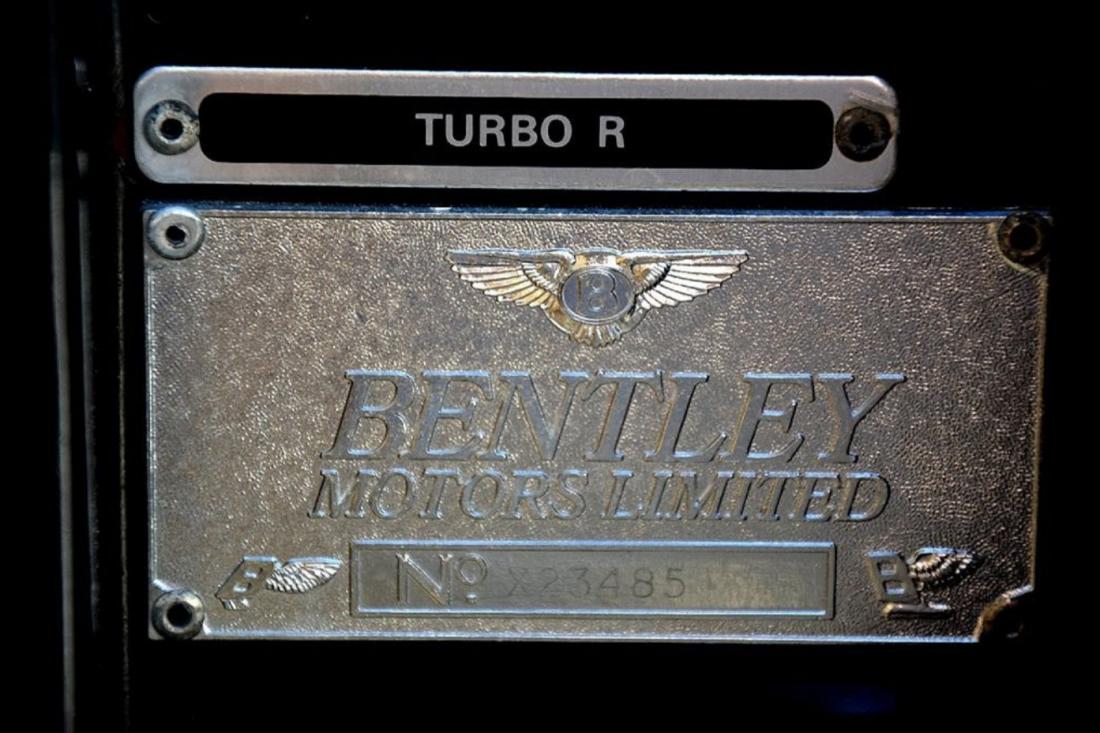 TURBO R
B
BENTLEY
MOTORS LIMITED
B
Nº X23485
B